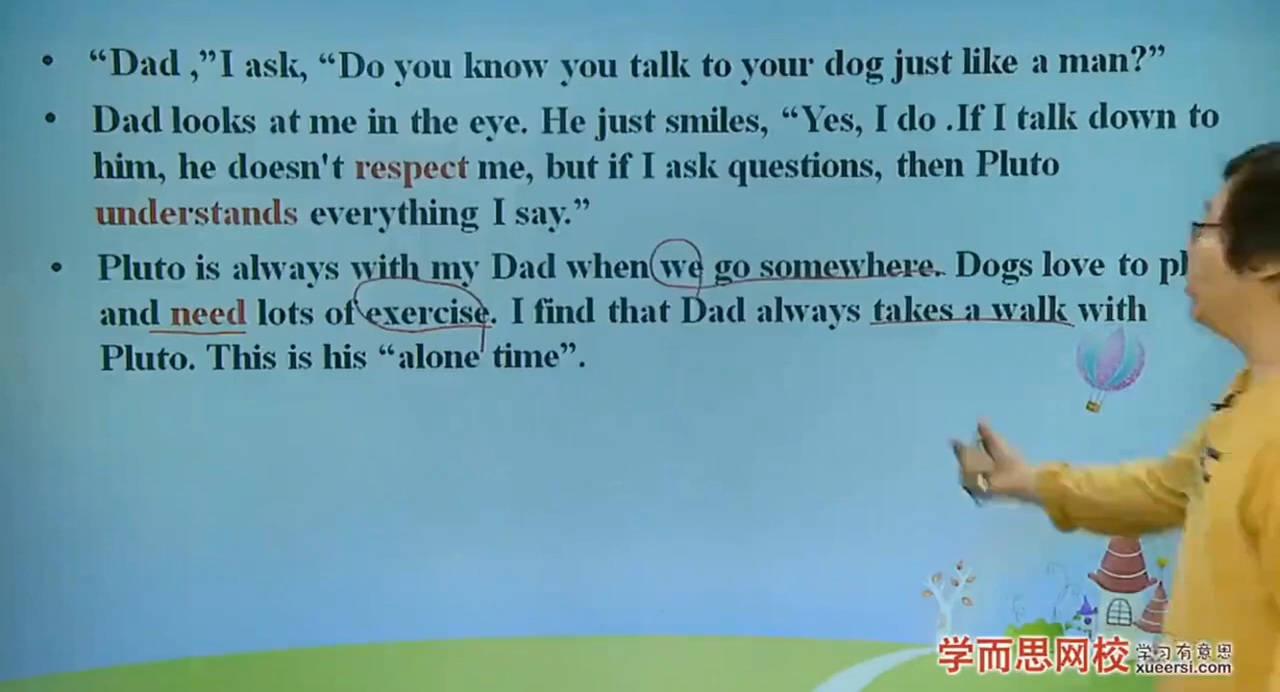 • “Dad ,”I ask, “Do you know you talk to your dog just like a man?”
• Dad looks at me in the eye. He just smiles, “Yes, I do .If I talk down to
him, he doesn't respect me, but if I ask questions, then Pluto
understands everything I say.”
• Pluto is always with my Dad when we go somewhere. Dogs love to
and need lots of exercise. I find that Dad always takes a walk with
Pluto. This is his “alone time”.
学而思网校 学习有意思
xueersi.com